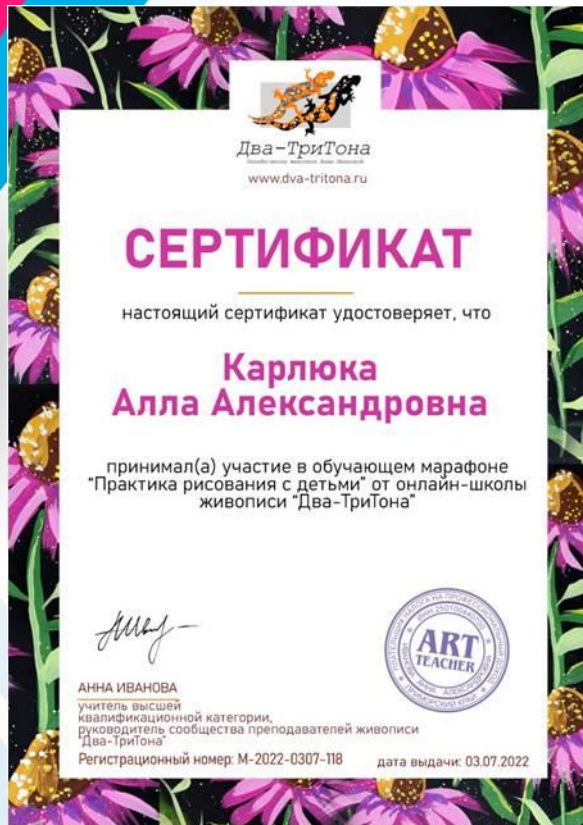 Два-ТриТона
www.dva-tritona.ru
СЕРТИФИКАТ
настоящий сертификат удостоверяет, что
Карлюка
Алла Александровна
принимал(а) участие в обучающем марафоне
"Практика рисования с детьми" от онлайн-школы
живописи "Два-ТриТона"
ART
TEACHER
АННА ИВАНОВА
учитель высшей
квалификационной категории,
руководитель сообщества преподавателей живописи
"Два-ТриТона"
Регистрационный номер: М-2022-0307-118
дата выдачи: 03.07.2022